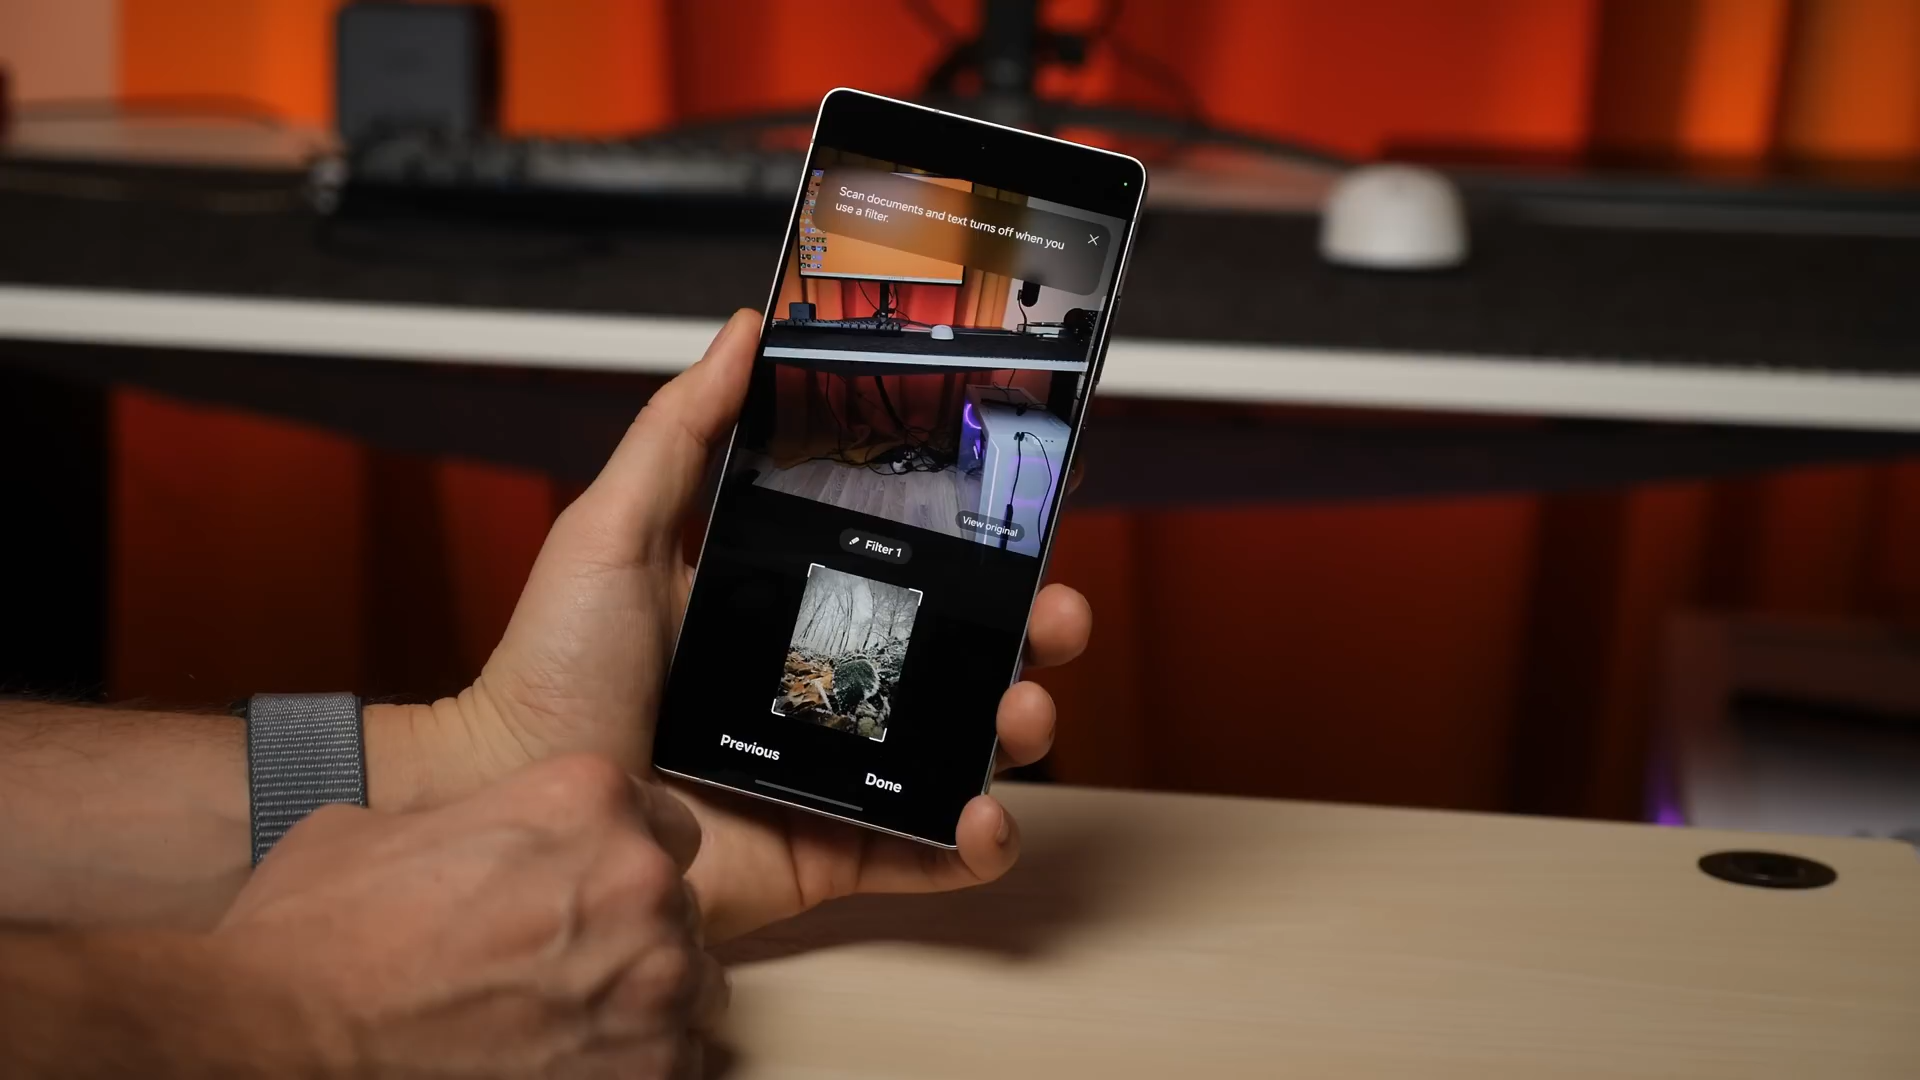 Scan documents and text turns off when you
use a filter.
View original
Filter 1
Previous
Done